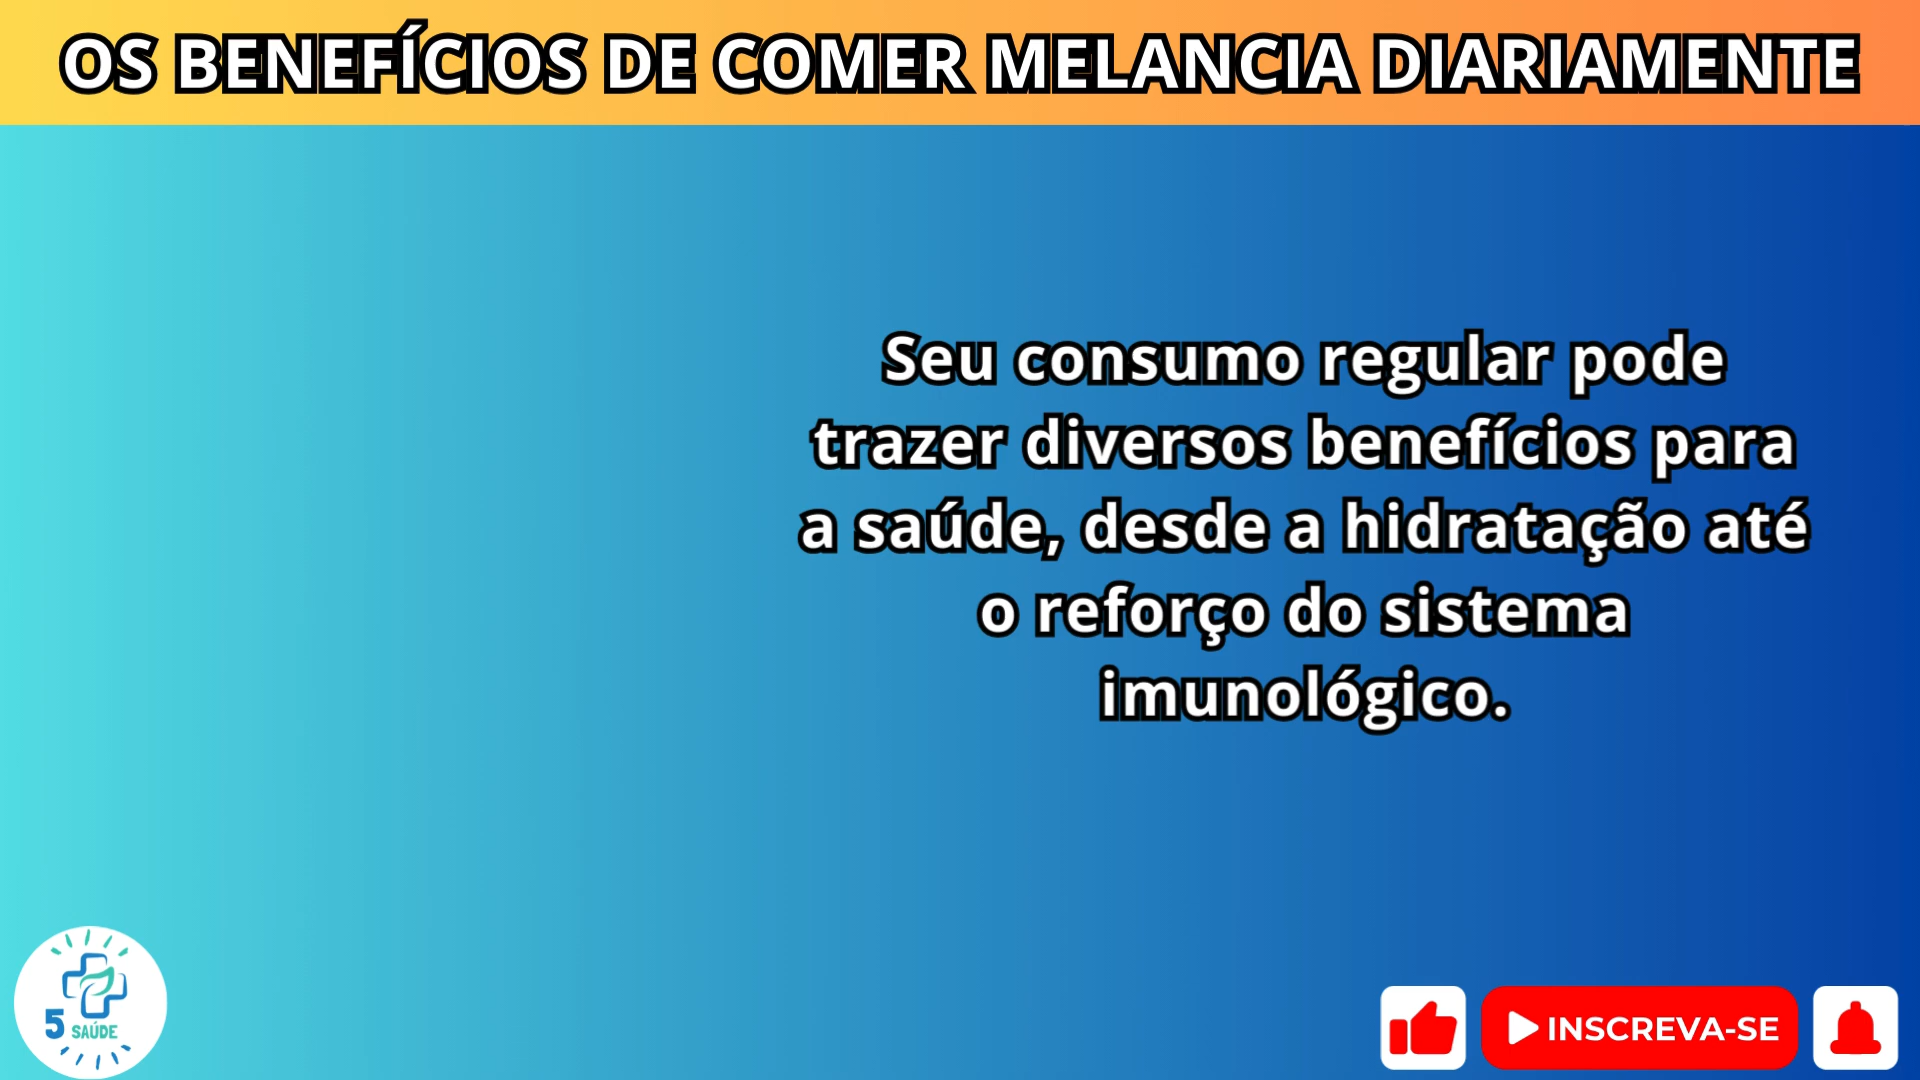 OS BENEFÍCIOS DE COMER MELANCIA DIARIAMENTE
Seu consumo regular pode
trazer diversos benefícios para
a saúde, desde a hidratação até
o reforço do sistema
imunológico.
5 SAÚDE
INSCREVA-SE